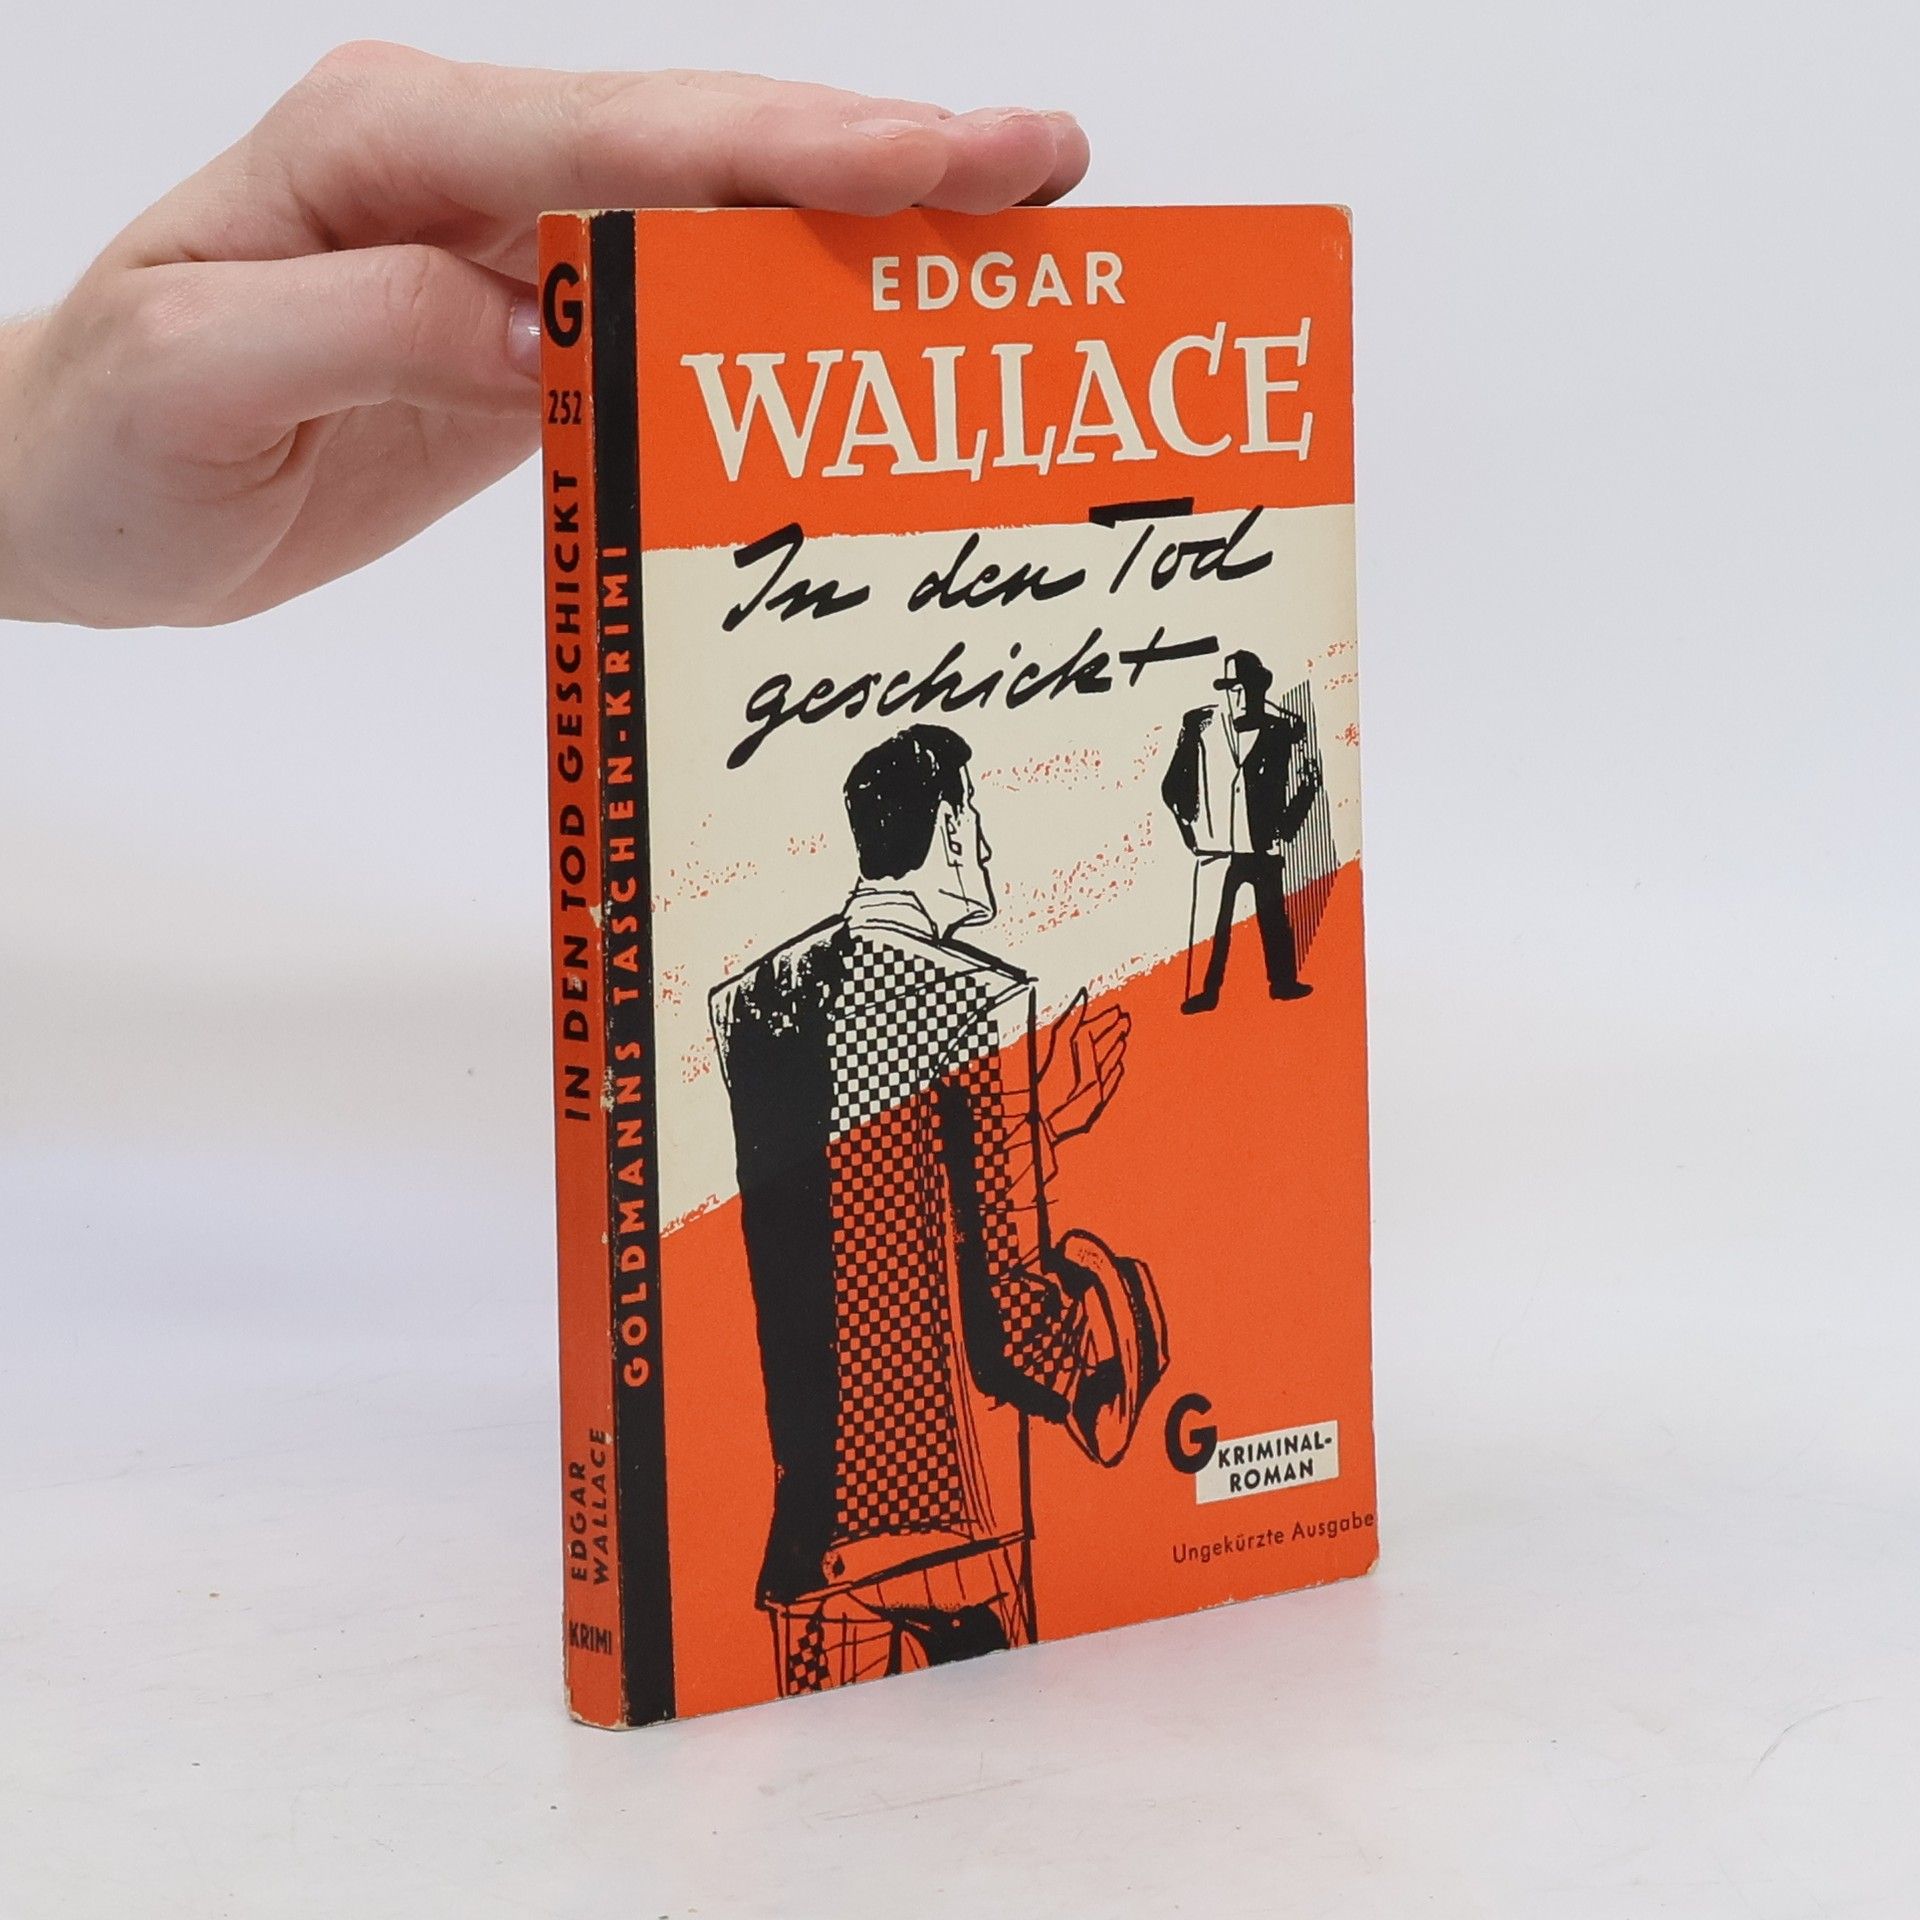 G
252
IN DEN TOD GESCHICKT
EDGAR
WALLACE
KRIMI
GOLDMANNS TASCHEN-KRIMI
EDGAR
WALLACE
In den Tod
geschickt
G KRIMINAL-
ROMAN
Ungekürzte Ausgabe